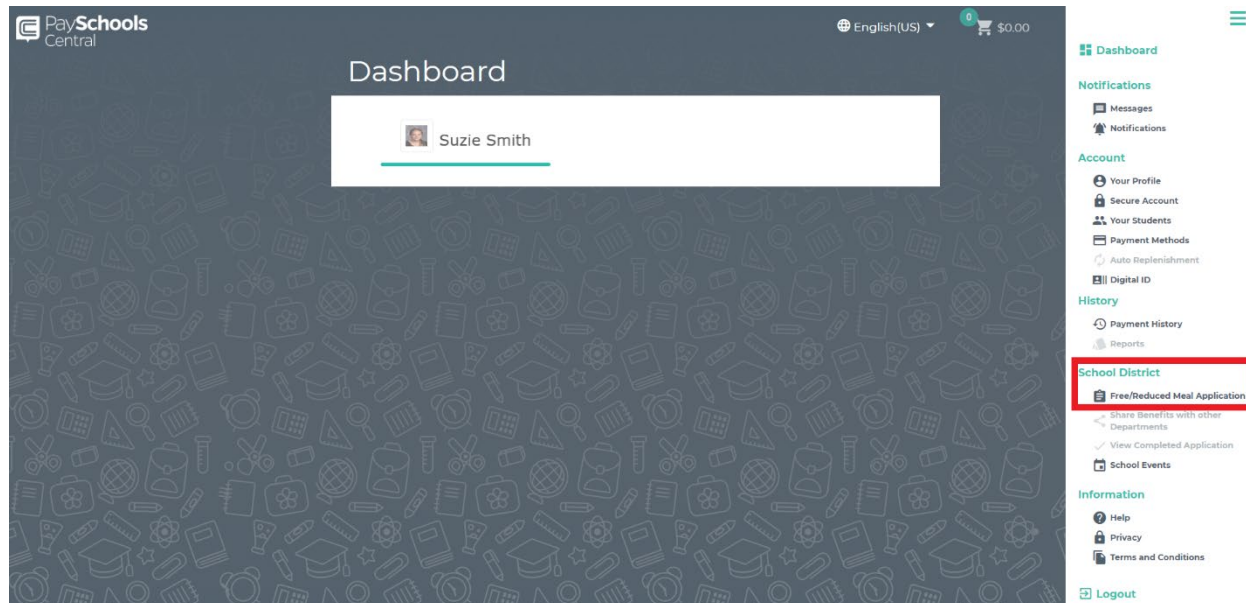 PaySchools
Central
English(US)
0
$0.00
Dashboard
Suzie Smith
Dashboard
Notifications
Messages
Notifications
Account
Your Profile
Secure Account
Your Students
Payment Methods
Auto Replenishment
Digital ID
History
Payment History
Reports
School District
Free/Reduced Meal Application
Share Benefits with other
Departments
View Completed Application
School Events
Information
Help
Privacy
Terms and Conditions
Logout